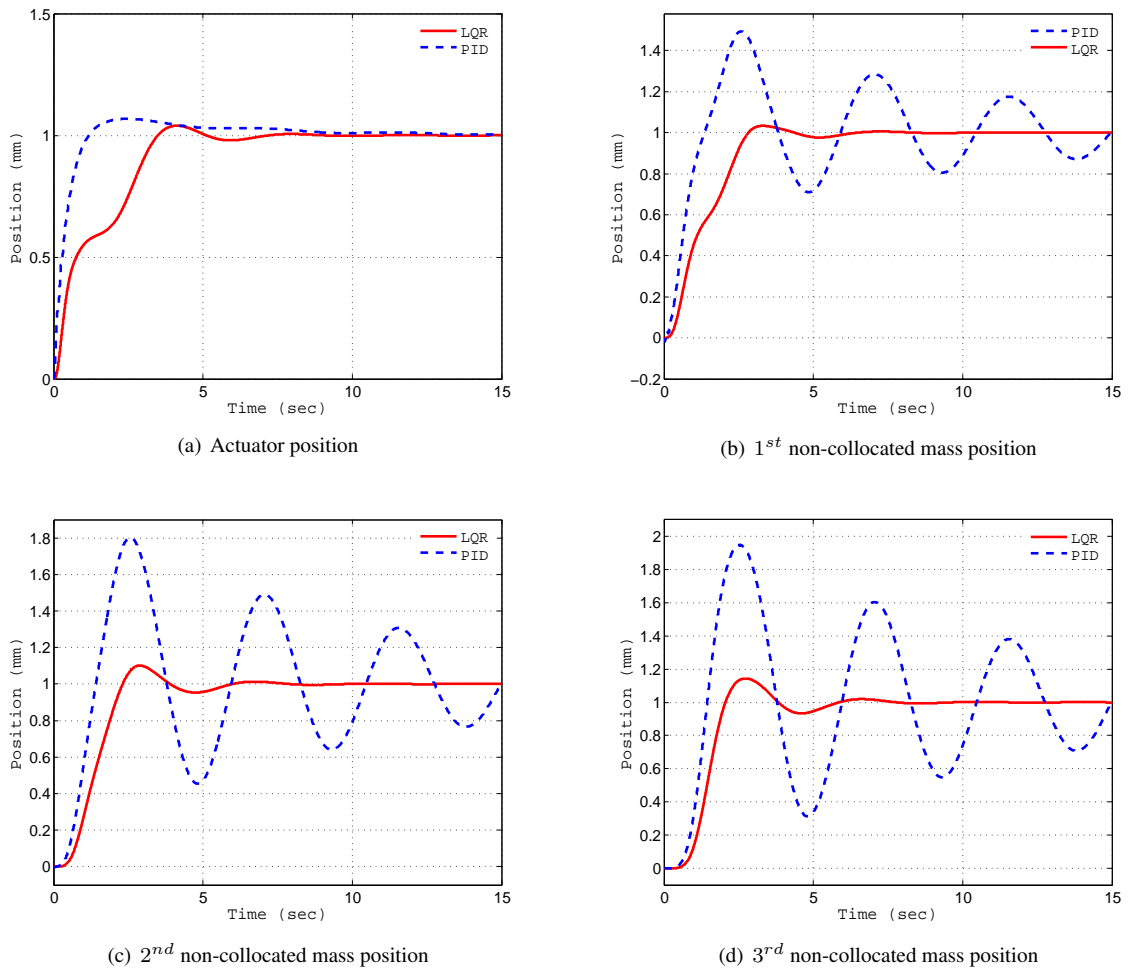 1.5
1
0.5
0
0
5
10
15
Position (mm)
Time (sec)
LQR
PID
(a) Actuator position
1.4
1.2
1
0.8
0.6
0.4
0.2
0
−0.2
0
5
10
15
Position (mm)
Time (sec)
PID
LQR
(b) 1st non-collocated mass position
1.8
1.6
1.4
1.2
1
0.8
0.6
0.4
0.2
0
0
5
10
15
Position (mm)
Time (sec)
LQR
PID
(c) 2nd non-collocated mass position
2
1.8
1.6
1.4
1.2
1
0.8
0.6
0.4
0.2
0
0
5
10
15
Position (mm)
Time (sec)
LQR
PID
(d) 3rd non-collocated mass position